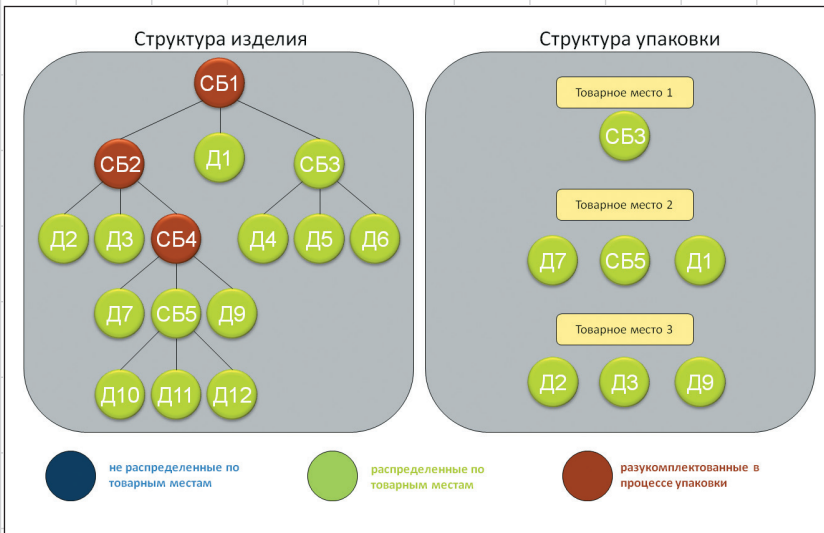 Структура изделия
СБ1
СБ2
Д1
СБ3
Д2
Д3
СБ4
Д4
Д5
Д6
Д7
СБ5
Д9
Д10
Д11
Д12
Структура упаковки
Товарное место 1
СБ3
Товарное место 2
Д7
СБ5
Д1
Товарное место 3
Д2
Д3
Д9
не распределенные по
товарным местам
распределенные по
товарным местам
разукомплектованные в
процессе упаковки